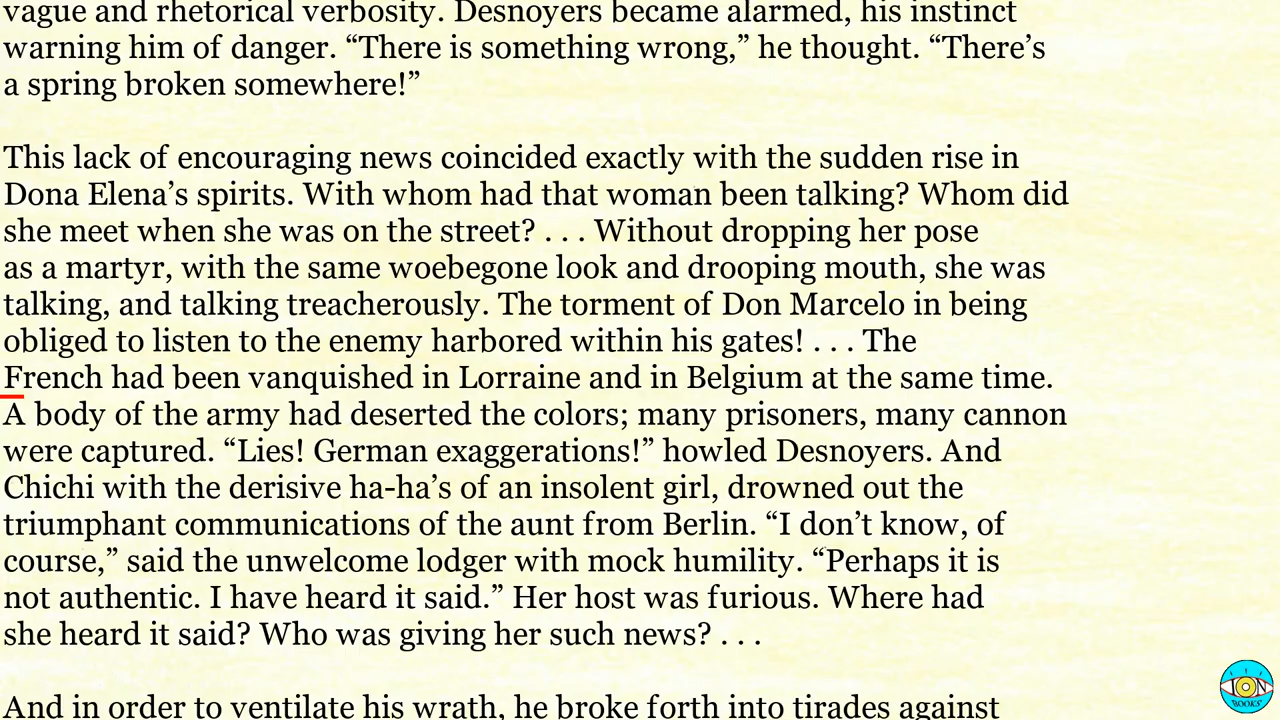 vague and rhetorical verbosity. Desnoyers became alarmed, his instinct
warning him of danger. “There is something wrong,” he thought. “There’s
a spring broken somewhere!”
This lack of encouraging news coincided exactly with the sudden rise in
Dona Elena’s spirits. With whom had that woman been talking? Whom did
she meet when she was on the street? . . . Without dropping her pose
as a martyr, with the same woebegone look and drooping mouth, she was
talking, and talking treacherously. The torment of Don Marcelo in being
obliged to listen to the enemy harbored within his gates! . . . The
French had been vanquished in Lorraine and in Belgium at the same time.
A body of the army had deserted the colors; many prisoners, many cannon
were captured. “Lies! German exaggerations!” howled Desnoyers. And
Chichi with the derisive ha-ha’s of an insolent girl, drowned out the
triumphant communications of the aunt from Berlin. “I don’t know, of
course,” said the unwelcome lodger with mock humility. “Perhaps it is
not authentic. I have heard it said.” Her host was furious. Where had
she heard it said? Who was giving her such news? . . .
And in order to ventilate his wrath, he broke forth into tirades against
ION
BOOKS